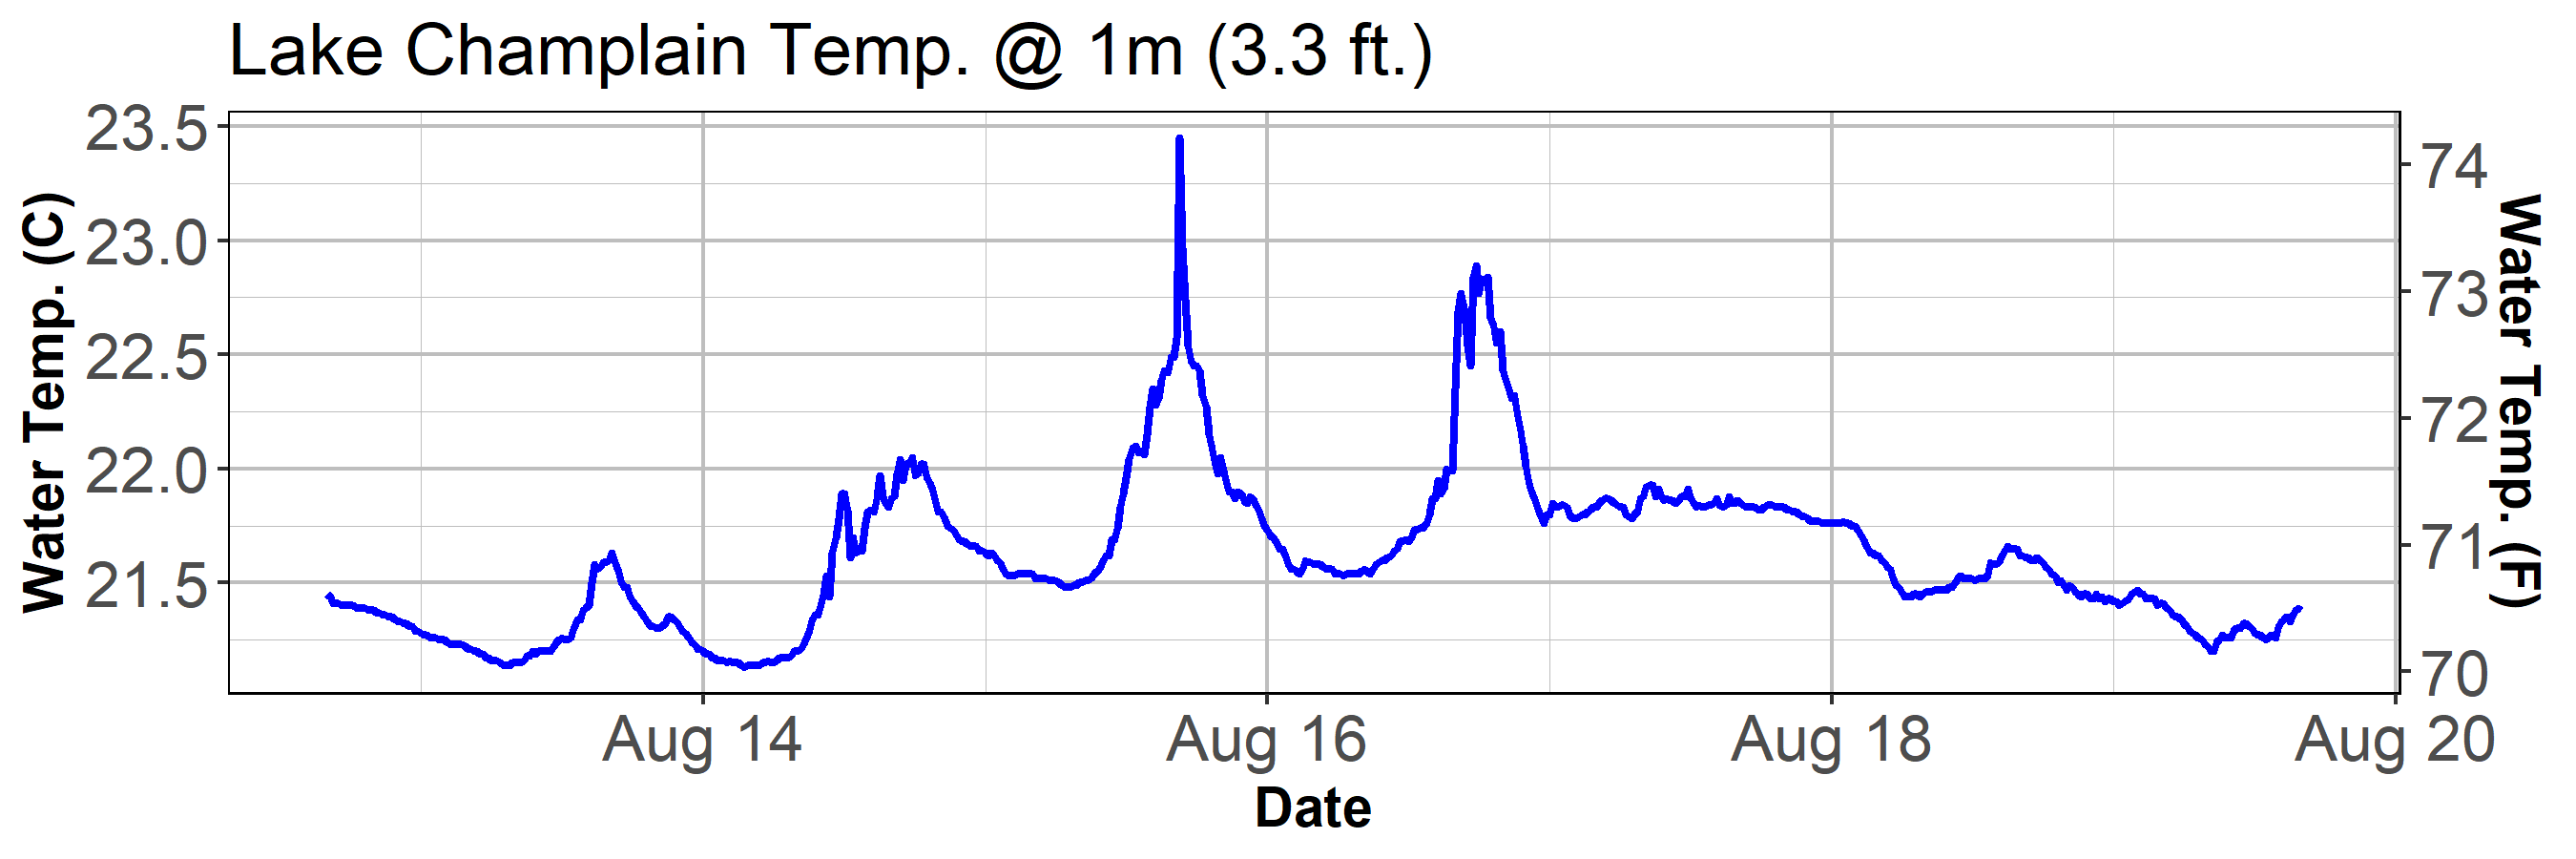 Lake Champlain Temp. @ 1m (3.3 ft.)
Water Temp. (C)
23.5
23.0
22.5
22.0
21.5
74
73
72
71
70
Water Temp. (F)
Aug 14
Aug 16
Aug 18
Aug 20
Date